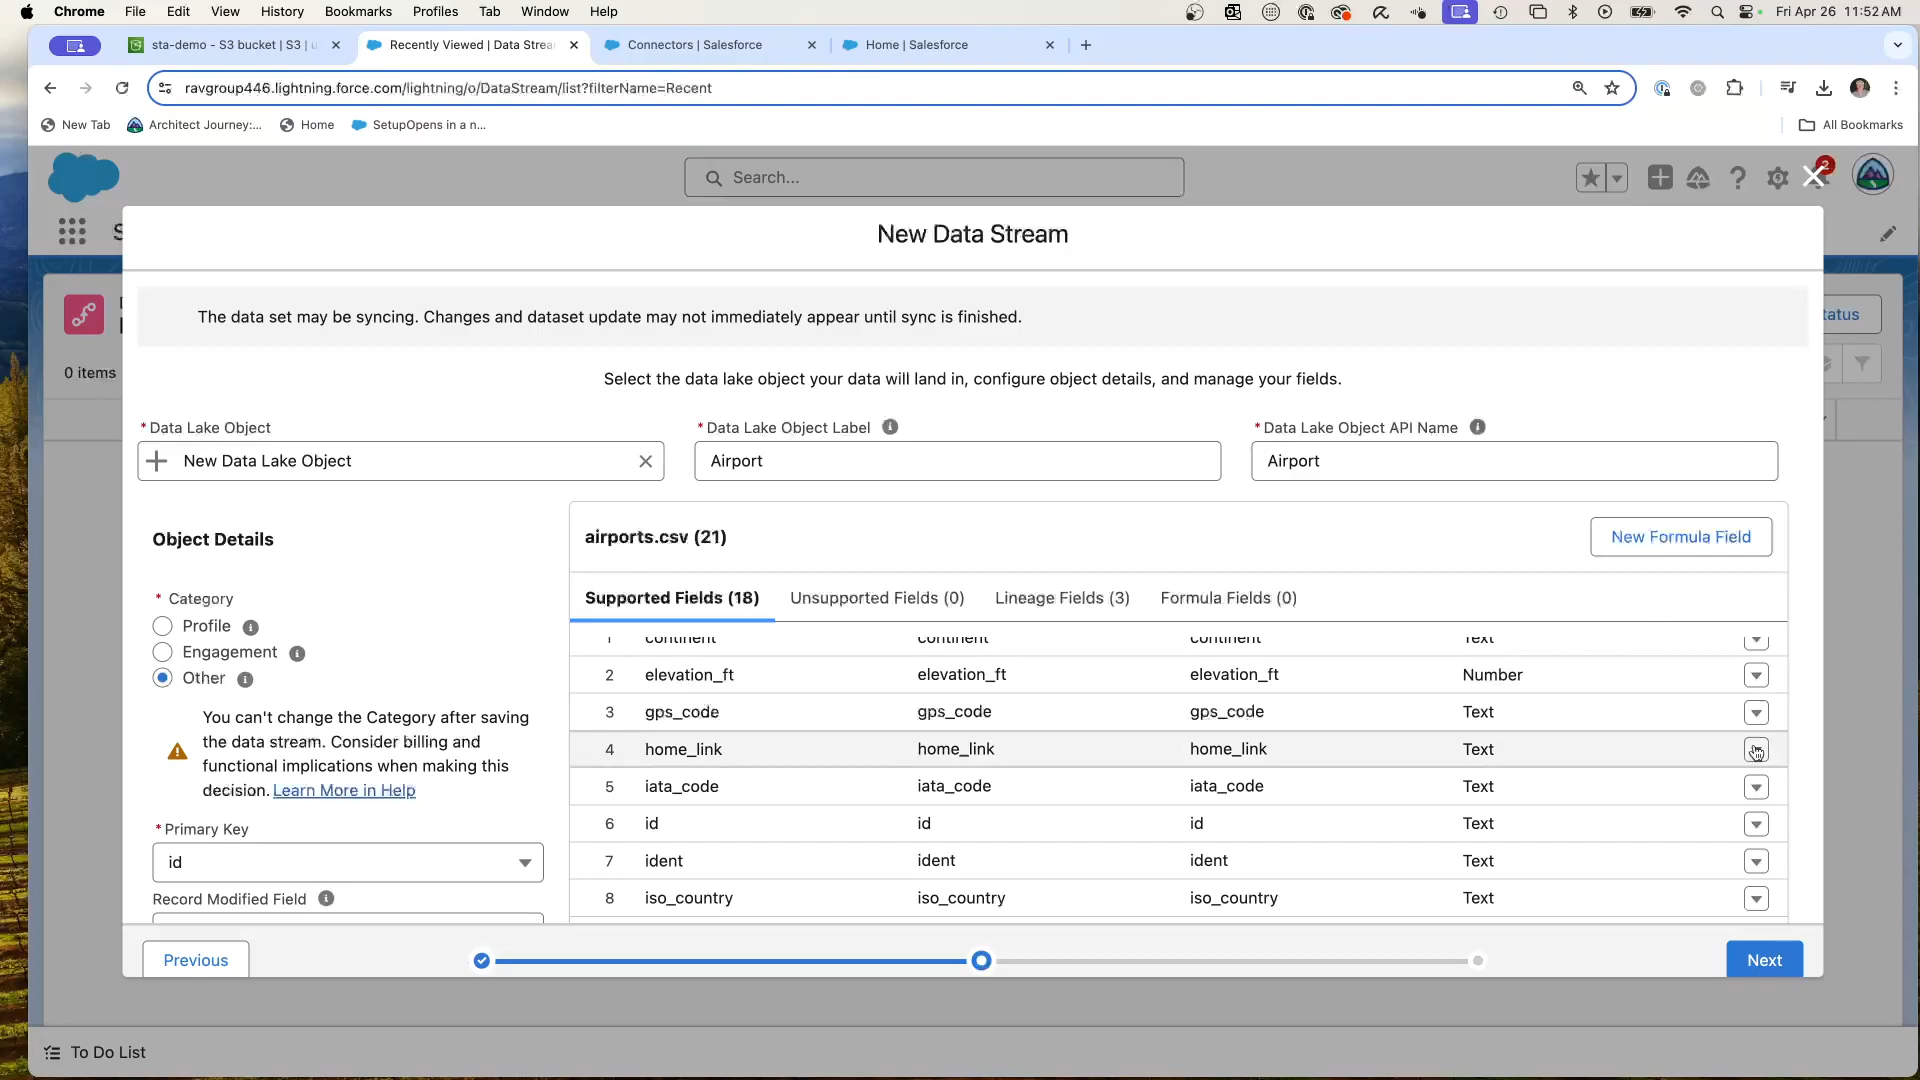 Chrome File Edit View History Bookmarks Profiles Tab Window Help Fri Apr 26 11:52 AM
sta-demo - S3 bucket | S3 | u
Recently Viewed | Data Strea
Connectors | Salesforce
Home | Salesforce
ravgroup446.lightning.force.com/lightning/o/DataStream/list?filterName=Recent
New Tab Architect Journey:... Home SetupOpens in a n... All Bookmarks
Search...
2
New Data Stream
The data set may be syncing. Changes and dataset update may not immediately appear until sync is finished.
tatus
0 items
Select the data lake object your data will land in, configure object details, and manage your fields.
* Data Lake Object
New Data Lake Object
* Data Lake Object Label
Airport
* Data Lake Object API Name
Airport
Object Details
* Category
Profile
Engagement
Other
You can't change the Category after saving
the data stream. Consider billing and
functional implications when making this
decision. Learn More in Help
* Primary Key
id
Record Modified Field
airports.csv (21)
New Formula Field
Supported Fields (18) Unsupported Fields (0) Lineage Fields (3) Formula Fields (0)
1 continent continent continent Text
2 elevation_ft elevation_ft elevation_ft Number
3 gps_code gps_code gps_code Text
4 home_link home_link home_link Text
5 iata_code iata_code iata_code Text
6 id id id Text
7 ident ident ident Text
8 iso_country iso_country iso_country Text
Previous
Next
To Do List